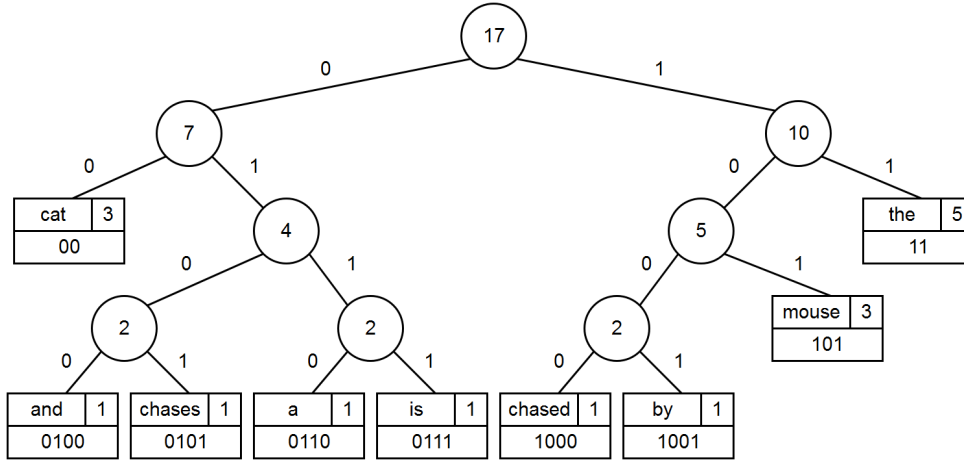 17
0 1
7 10
0 1 0 1
cat 3 4 5 the 5
00 11
0 1 0 1
2 2 2 mouse 3
101
0 1 0 1 0 1
and 1 chases 1 a 1 is 1 chased 1 by 1
0100 0101 0110 0111 1000 1001